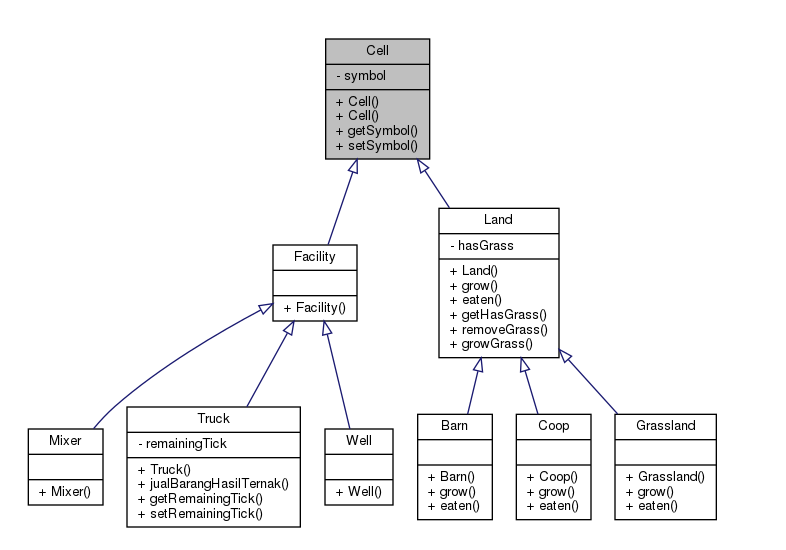 Cell
- symbol
+ Cell()
+ Cell()
+ getSymbol()
+ setSymbol()
Facility
+ Facility()
Land
- hasGrass
+ Land()
+ grow()
+ eaten()
+ getHasGrass()
+ removeGrass()
+ growGrass()
Mixer
+ Mixer()
Truck
- remainingTick
+ Truck()
+ jualBarangHasilTernak()
+ getRemainingTick()
+ setRemainingTick()
Well
+ Well()
Barn
+ Barn()
+ grow()
+ eaten()
Coop
+ Coop()
+ grow()
+ eaten()
Grassland
+ Grassland()
+ grow()
+ eaten()